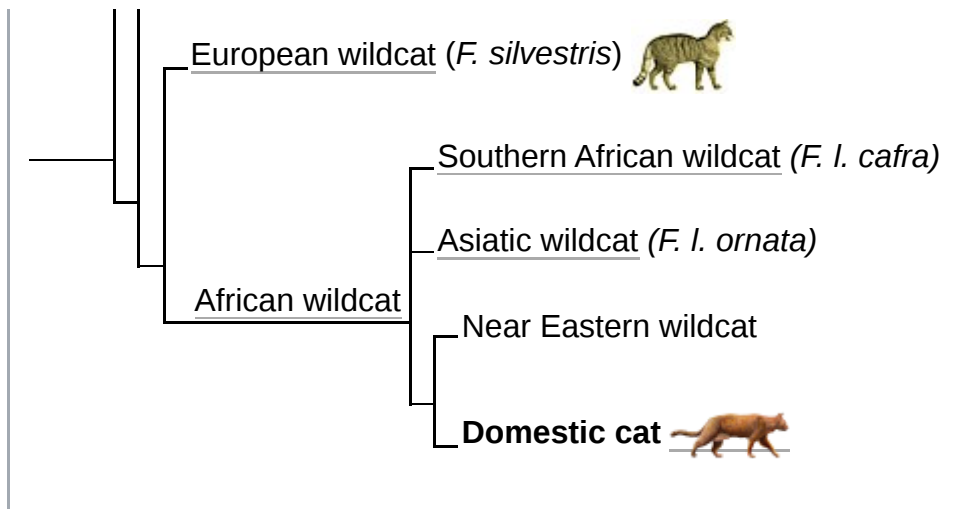 European wildcat (F. silvestris)
Southern African wildcat (F. l. cafra)
Asiatic wildcat (F. l. ornata)
African wildcat
Near Eastern wildcat
Domestic cat